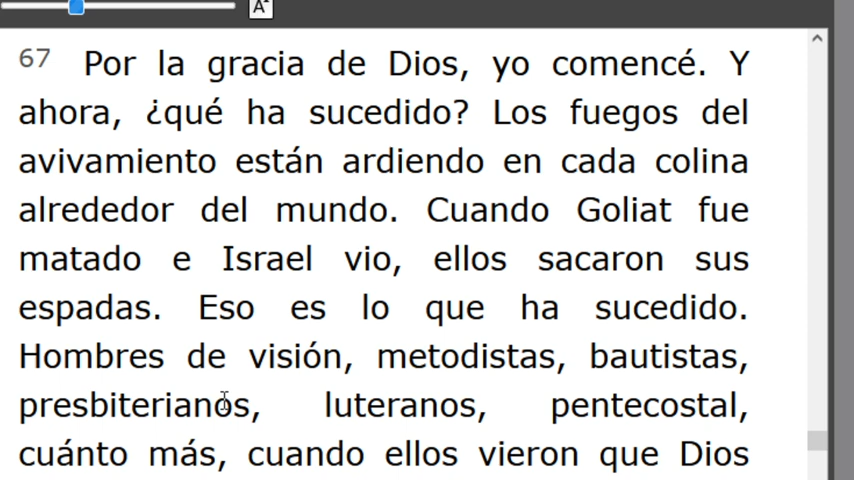 A
67 Por la gracia de Dios, yo comencé. Y
ahora, ¿qué ha sucedido? Los fuegos del
avivamiento están ardiendo en cada colina
alrededor del mundo. Cuando Goliat fue
matado e Israel vio, ellos sacaron sus
espadas. Eso es lo que ha sucedido.
Hombres de visión, metodistas, bautistas,
presbiterianos, luteranos, pentecostal,
cuánto más, cuando ellos vieron que Dios